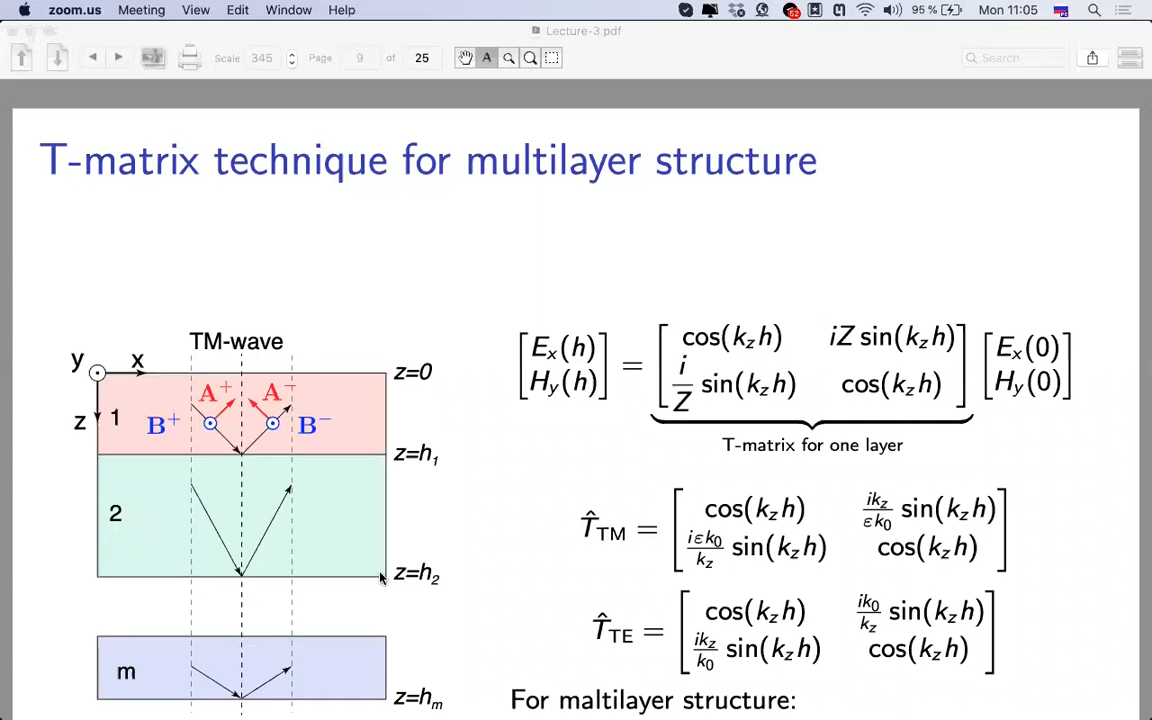 zoom.us Meeting View Edit Window Help 52 95 % Mon 11:05
Lecture-3.pdf
Scale 345 Page 9 of 25 A Search
T-matrix technique for multilayer structure
TM-wave
y x z=0
z 1 A⁺ A⁻
B⁺ B⁻
z=h₁
2
z=h₂
m
z=hₘ
[Eₓ(h) Hᵧ(h)] = [cos(k_z h) iZ sin(k_z h) i/Z sin(k_z h) cos(k_z h)] [Eₓ(0) Hᵧ(0)]
T-matrix for one layer
T̂_TM = [cos(k_z h) ik_z/εk₀ sin(k_z h) iεk₀/k_z sin(k_z h) cos(k_z h)]
T̂_TE = [cos(k_z h) ik₀/k_z sin(k_z h) ik_z/k₀ sin(k_z h) cos(k_z h)]
For maltilayer structure: